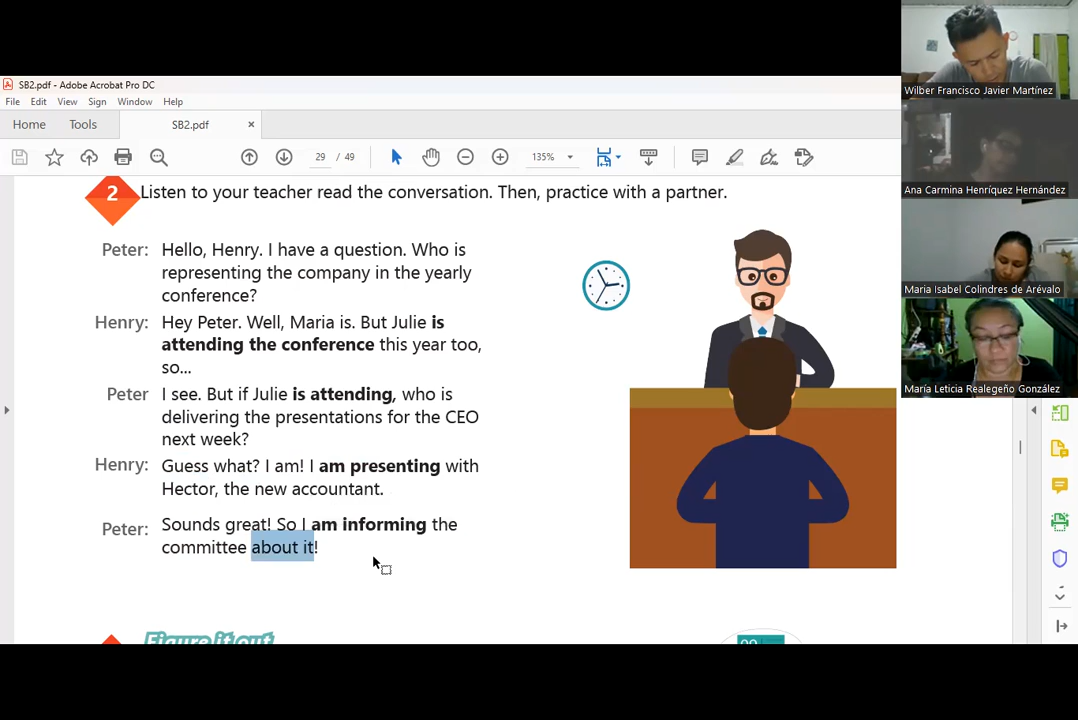 SB2.pdf - Adobe Acrobat Pro DC
File Edit View Sign Window Help
Home Tools SB2.pdf ×
29 / 49 135%
2 Listen to your teacher read the conversation. Then, practice with a partner.
Peter: Hello, Henry. I have a question. Who is
representing the company in the yearly
conference?
Henry: Hey Peter. Well, Maria is. But Julie is
attending the conference this year too,
so...
Peter I see. But if Julie is attending, who is
delivering the presentations for the CEO
next week?
Henry: Guess what? I am! I am presenting with
Hector, the new accountant.
Peter: Sounds great! So I am informing the
committee about it!
Figure it out
Wilber Francisco Javier Martínez
Ana Carmina Henríquez Hernández
Maria Isabel Colindres de Arévalo
María Leticia Realegeño González